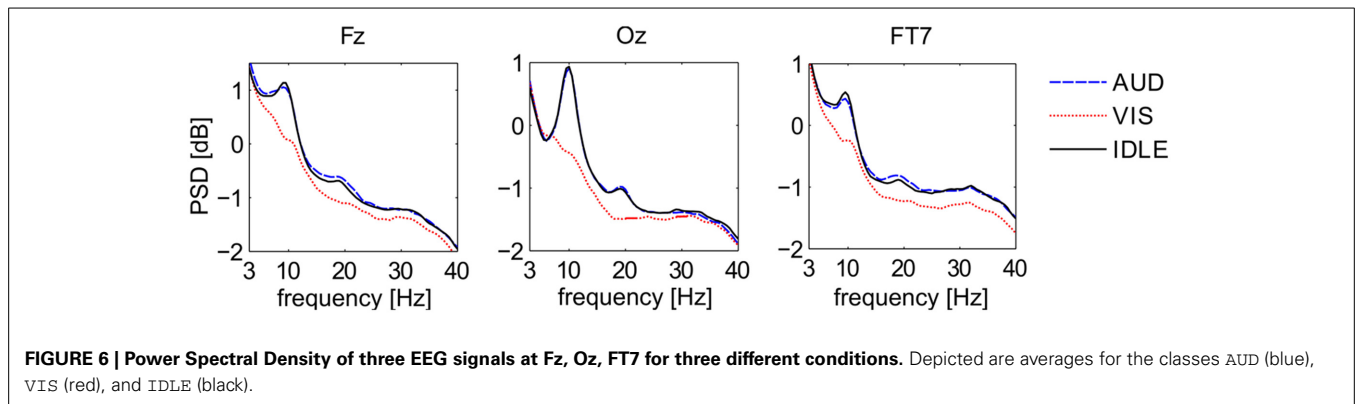 Fz
Oz
FT7
PSD [dB]
1
0
−1
−2
3
10
20
30
40
frequency [Hz]
1
0
−1
−2
3
10
20
30
40
frequency [Hz]
1
0
−1
−2
3
10
20
30
40
frequency [Hz]
AUD
VIS
IDLE
FIGURE 6 | Power Spectral Density of three EEG signals at Fz, Oz, FT7 for three different conditions. Depicted are averages for the classes AUD (blue),
VIS (red), and IDLE (black).